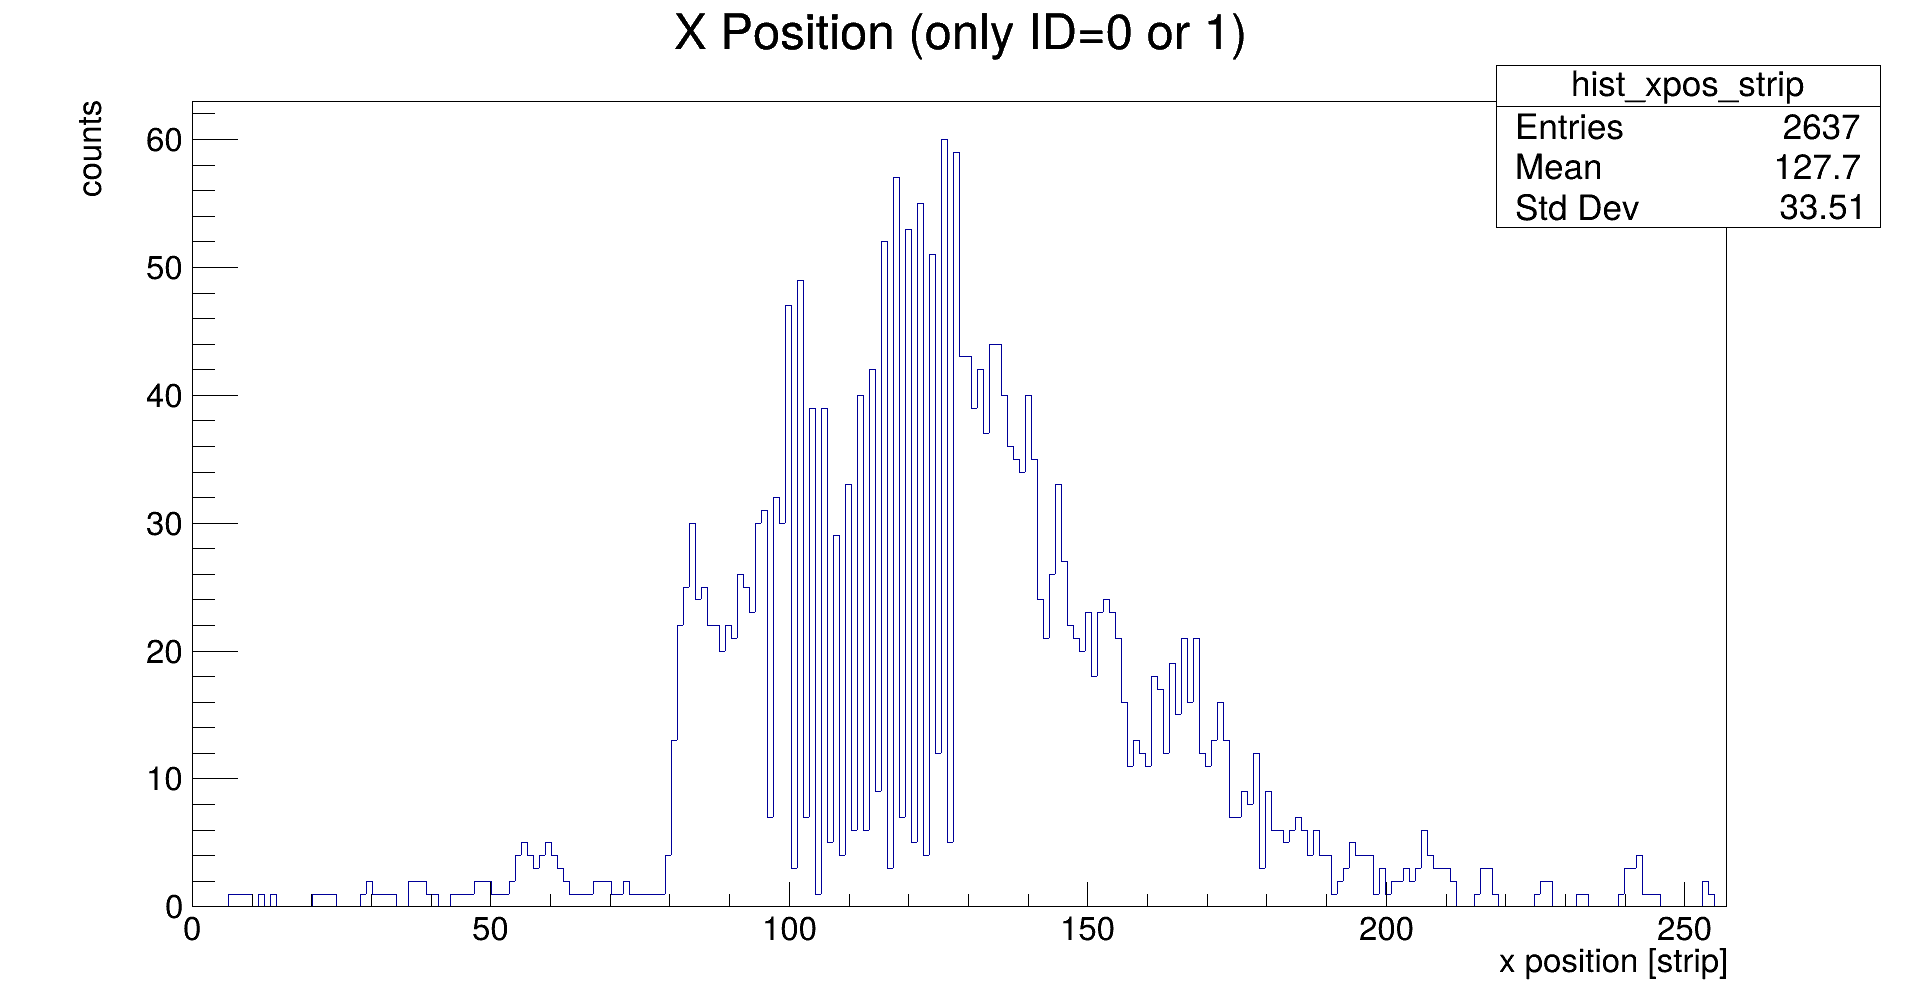 X Position (only ID=0 or 1)
hist_xpos_strip
Entries 2637
Mean 127.7
Std Dev 33.51
counts
60
50
40
30
20
10
0
0 50 100 150 200 250
x position [strip]